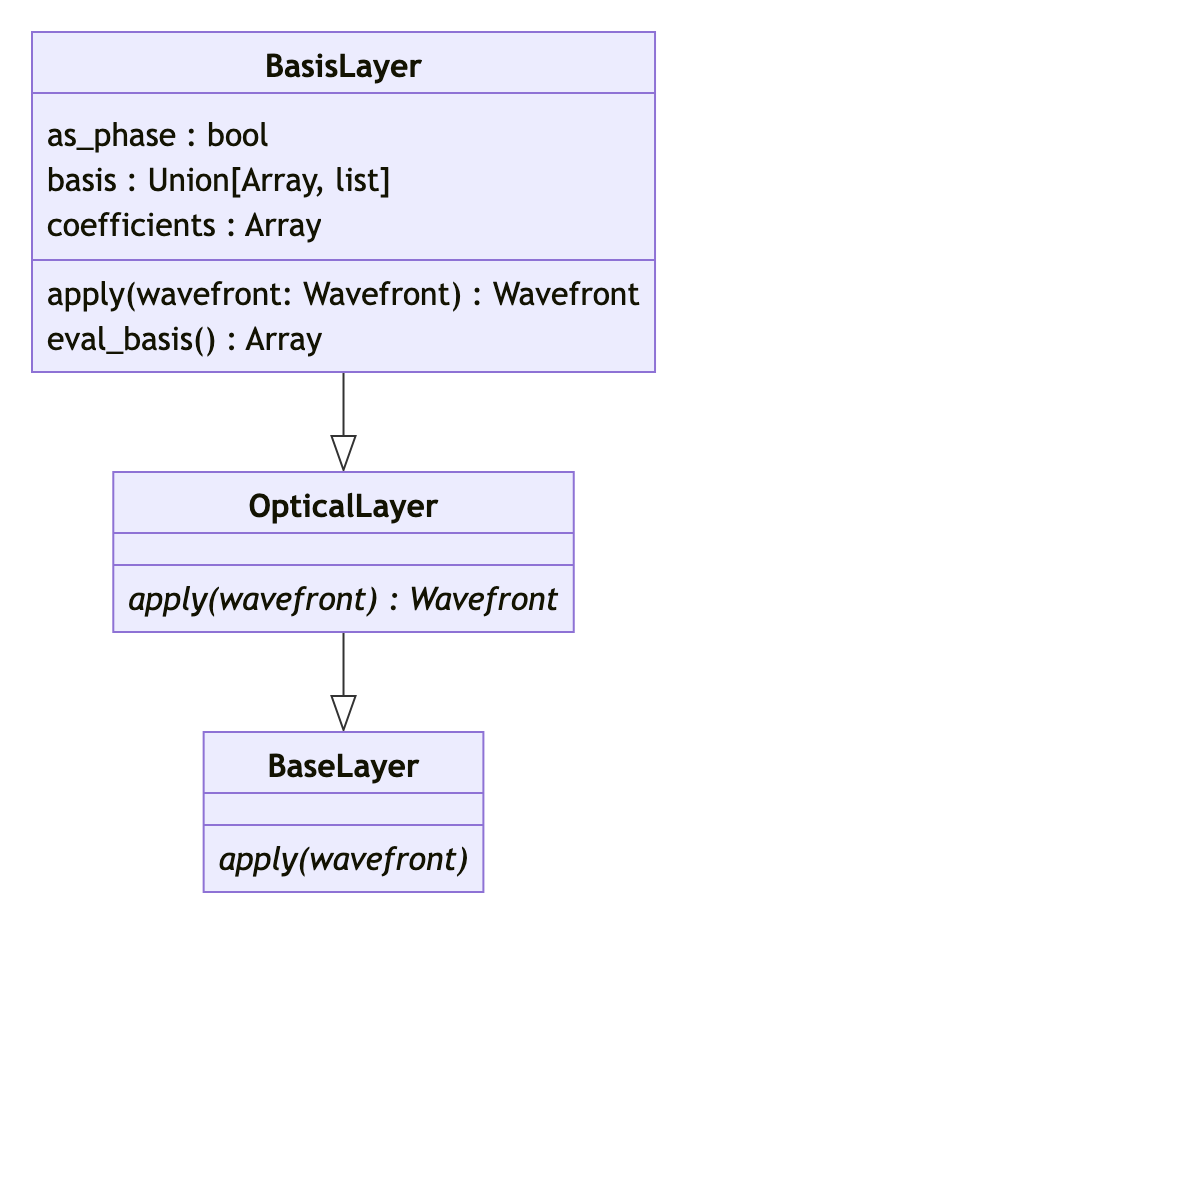 BasisLayer
as_phase : bool
basis : Union[Array, list]
coefficients : Array
apply(wavefront: Wavefront) : Wavefront
eval_basis() : Array
OpticalLayer
apply(wavefront) : Wavefront
BaseLayer
apply(wavefront)